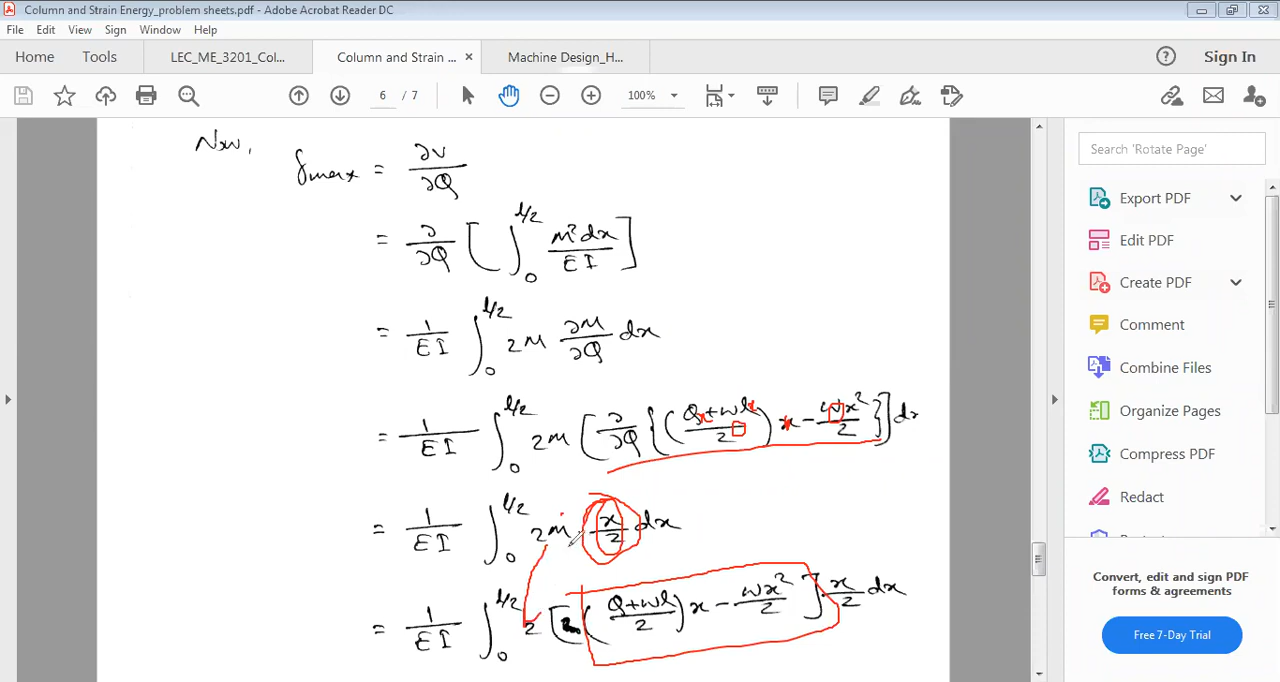 Column and Strain Energy_problem sheets.pdf - Adobe Acrobat Reader DC
File Edit View Sign Window Help
Home Tools LEC_ME_3201_Col... Column and Strain ... × Machine Design_H... Sign In
6 / 7 100%
Now,
δmax = ∂U/∂Q
= ∂/∂Q [ ∫₀^{l/2} M²dx/EI ]
= 1/EI ∫₀^{l/2} 2M ∂M/∂Q dx
= 1/EI ∫₀^{l/2} 2M [ ∂/∂Q { ( (Q+wl)/2 ) x - wx²/2 } ] dx
= 1/EI ∫₀^{l/2} 2M · x/2 dx
= 1/EI ∫₀^{l/2} 2 [ ( (Q+wl)/2 ) x - wx²/2 ] x/2 dx
Search 'Rotate Page'
Export PDF
Edit PDF
Create PDF
Comment
Combine Files
Organize Pages
Compress PDF
Redact
Convert, edit and sign PDF
forms & agreements
Free 7-Day Trial